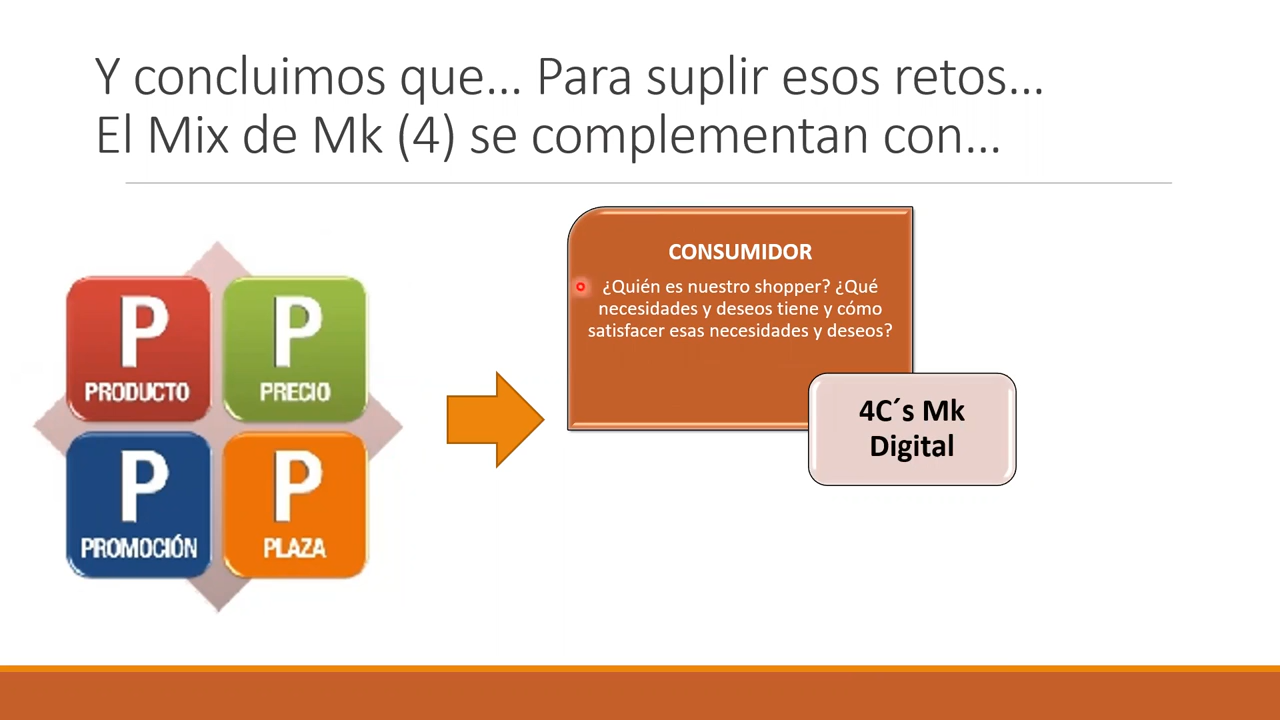 Y concluimos que... Para suplir esos retos...
El Mix de Mk (4) se complementan con...
P
PRODUCTO
P
PRECIO
P
PROMOCIÓN
P
PLAZA
CONSUMIDOR
¿Quién es nuestro shopper? ¿Qué
necesidades y deseos tiene y cómo
satisfacer esas necesidades y deseos?
4C´s Mk
Digital